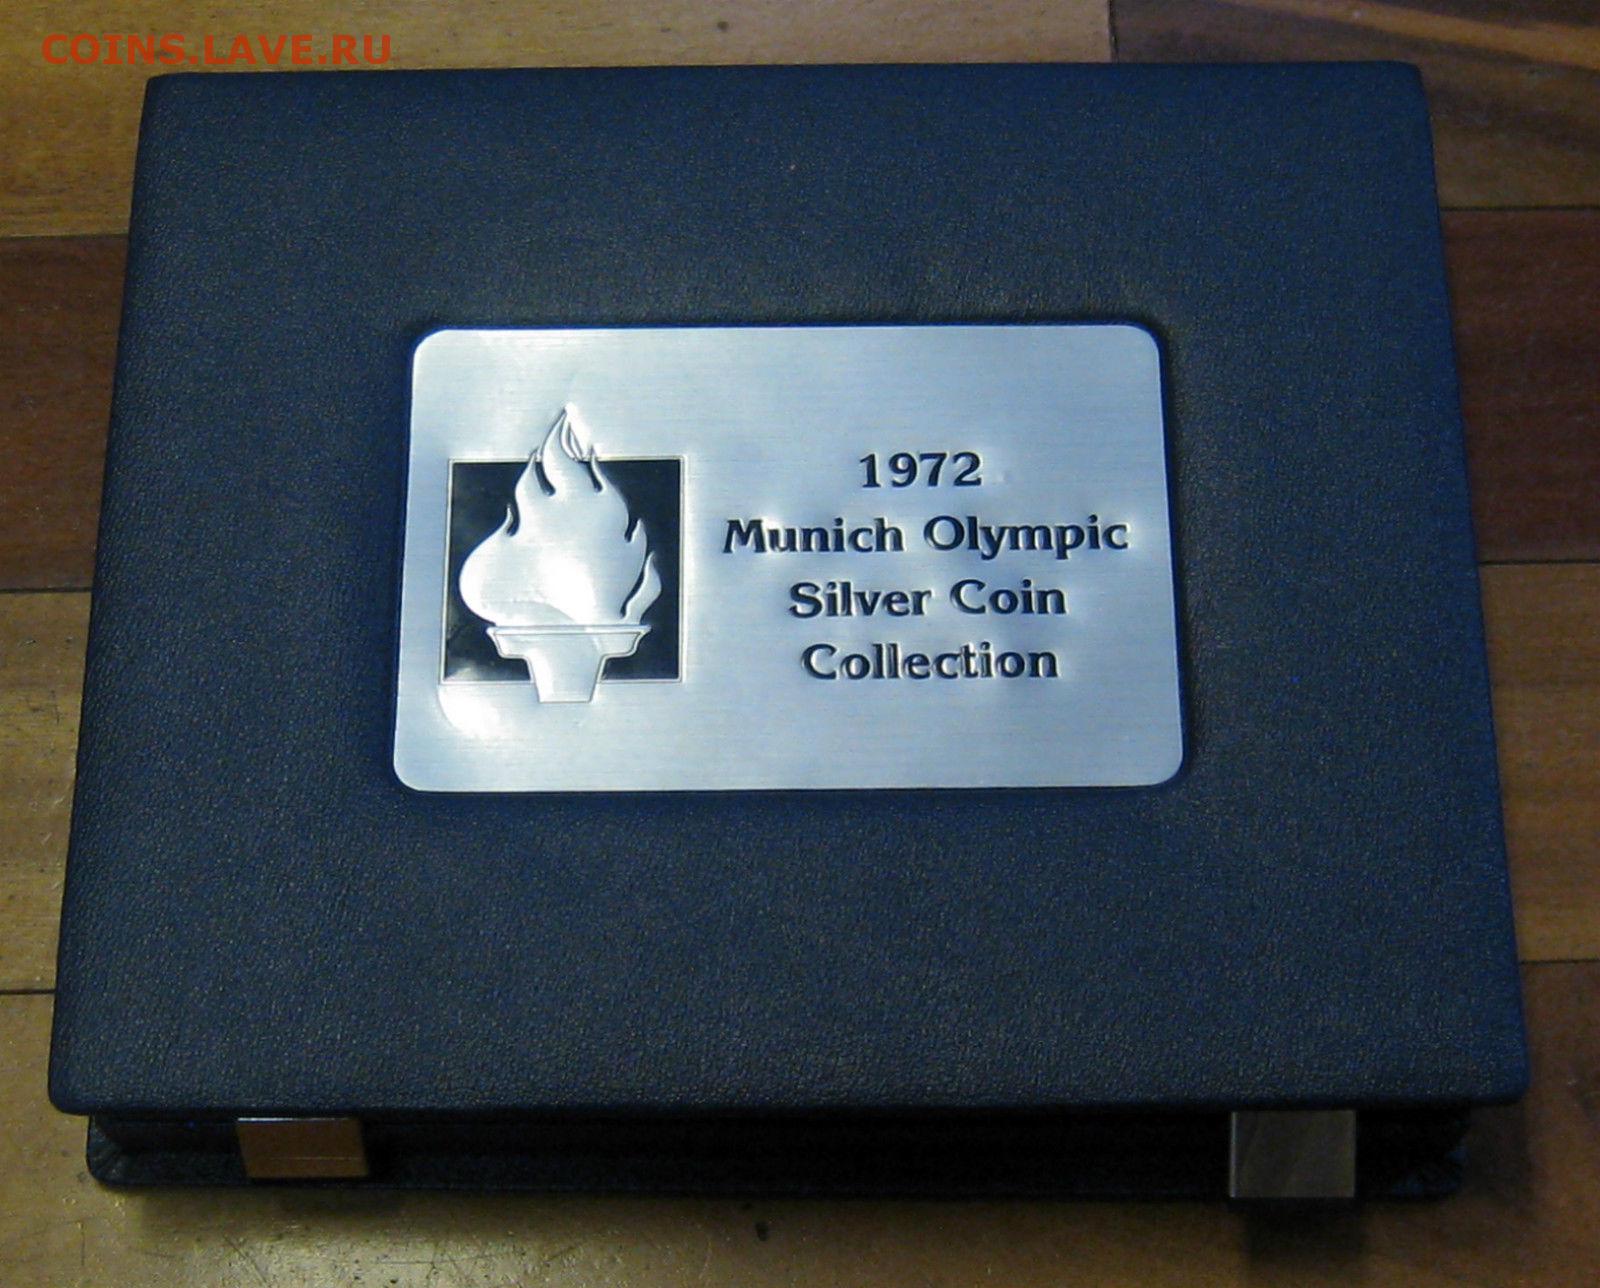 COINS.LAVE.RU
1972
Munich Olympic
Silver Coin
Collection